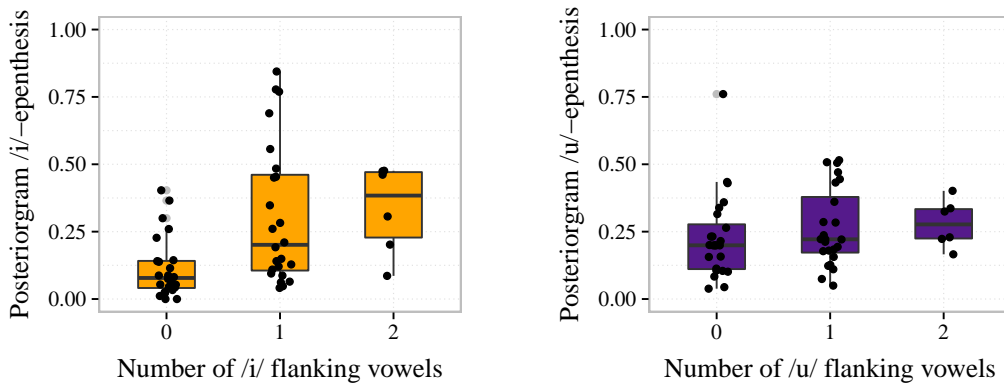 Posteriorgram /i/−epenthesis
1.00
0.75
0.50
0.25
0.00
0 1 2
Number of /i/ flanking vowels
Posteriorgram /u/−epenthesis
1.00
0.75
0.50
0.25
0.00
0 1 2
Number of /u/ flanking vowels